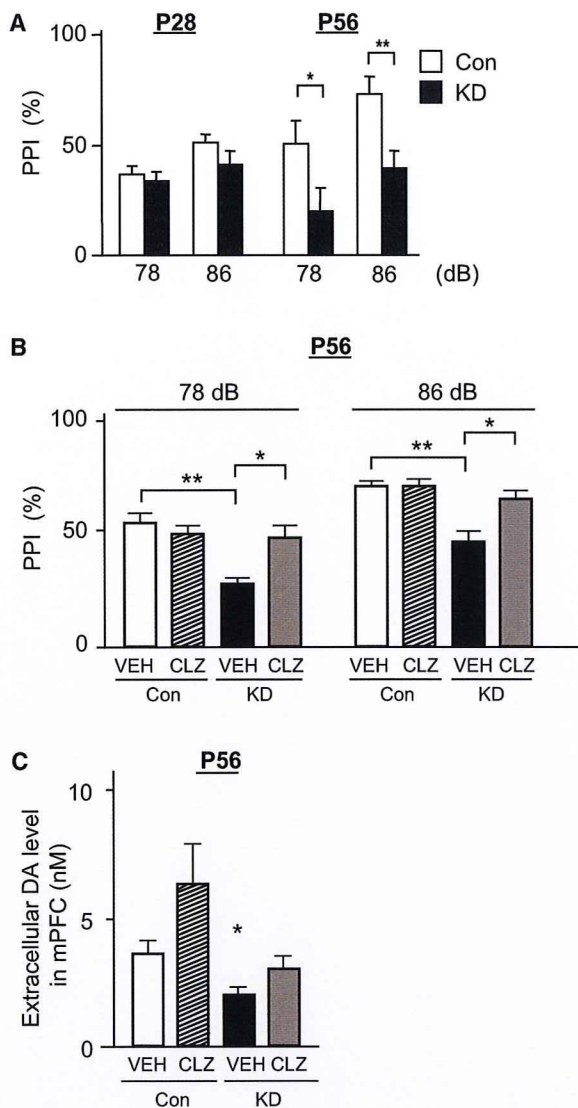 A
P28
P56
100
50
0
PPI (%)
*
**
Con
KD
78
86
78
86
(dB)
B
P56
78 dB
86 dB
100
50
0
PPI (%)
**
*
**
*
VEH
CLZ
VEH
CLZ
VEH
CLZ
VEH
CLZ
Con
KD
Con
KD
C
P56
10
5
0
Extracellular DA level
in mPFC (nM)
*
VEH
CLZ
VEH
CLZ
Con
KD